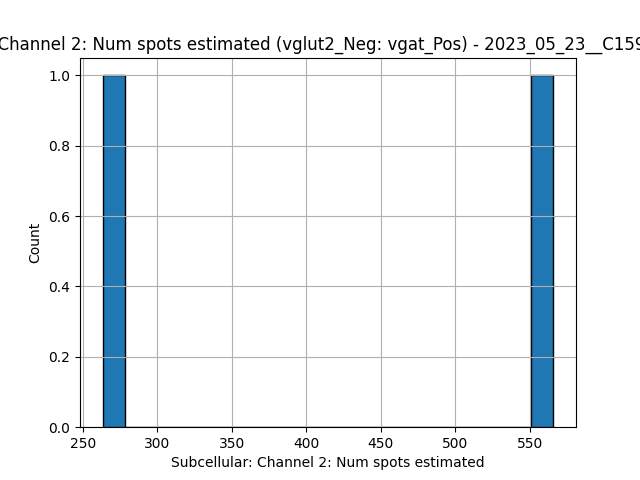 Channel 2: Num spots estimated (vglut2_Neg: vgat_Pos) - 2023_05_23__C159
1.0
0.8
0.6
0.4
0.2
0.0
Count
250 300 350 400 450 500 550
Subcellular: Channel 2: Num spots estimated